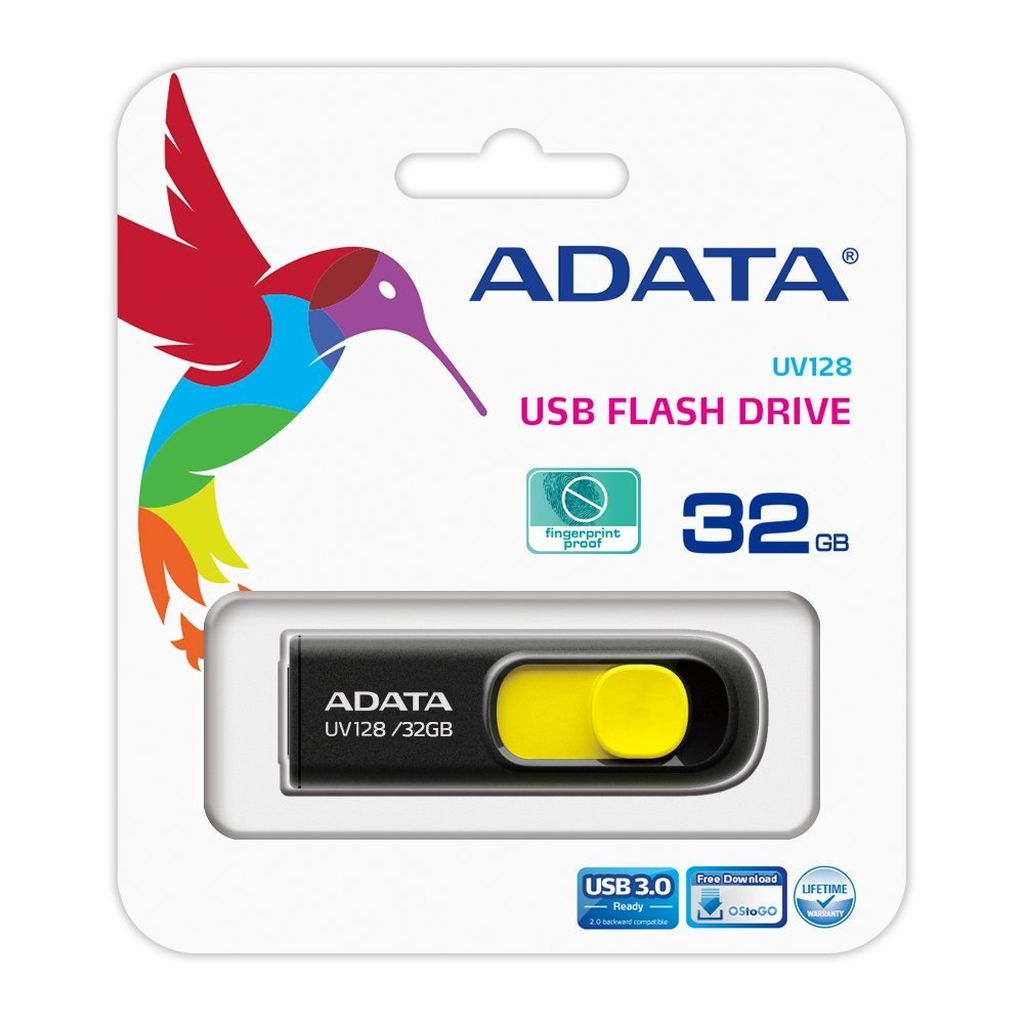 ADATA®
UV128
USB FLASH DRIVE
fingerprint
proof
32GB
ADATA
UV128 /32GB
USB 3.0
Ready
2.0 backward compatible
Free Download
OStoGO
LIFETIME
WARRANTY